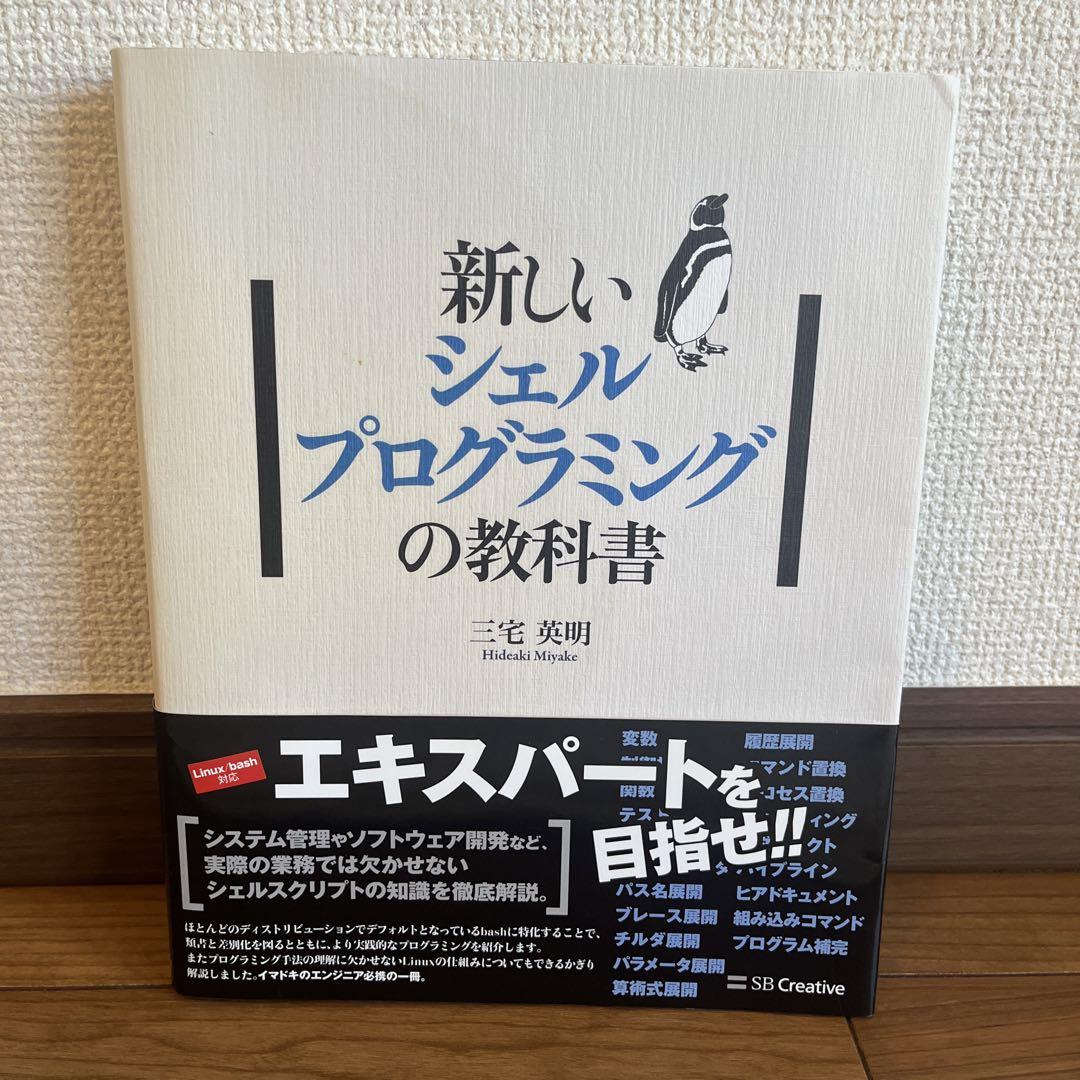 新しい
シェル
プログラミング
の教科書
三宅 英明
Hideaki Miyake
Linux/bash
対応
エキスパートを
目指せ!!
システム管理やソフトウェア開発など、
実際の業務では欠かせない
シェルスクリプトの知識を徹底解説。
ほとんどのディストリビューションでデフォルトとなっているbashに特化することで、
類書と差別化を図るとともに、より実践的なプログラミングを紹介します。
またプログラミング手法の理解に欠かせないLinuxの仕組みについてもできるかぎり
解説しました。イマドキのエンジニア必携の一冊。
変数
関数
パス名展開
ブレース展開
チルダ展開
パラメータ展開
算術式展開
履歴展開
マンド置換
セス置換
ィング
クト
パイプライン
ヒアドキュメント
組み込みコマンド
プログラム補完
SB Creative